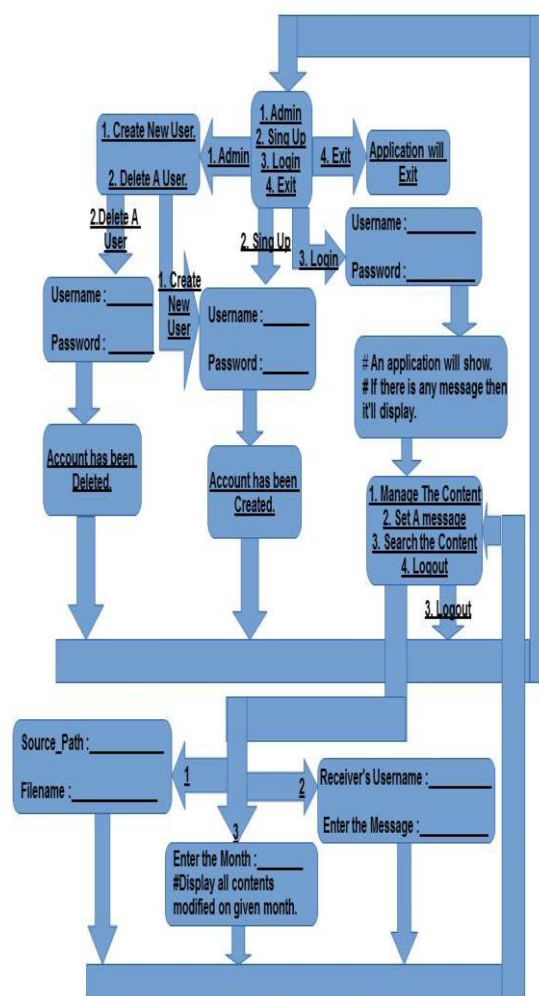 1. Admin
2. Sing Up
3. Login
4. Exit
1. Create New User.
2. Delete A User.
1. Admin
4. Exit
Application will
Exit
2.Delete A
User
1. Create
New
User
2. Sing Up
3. Login
Username :
Password :
Username :
Password :
Username :
Password :
# An application will show.
# If there is any message then
it'll display.
Account has been
Deleted.
Account has been
Created.
1. Manage The Content
2. Set A message
3. Search the Content
4. Logout
3. Logout
Source_Path :
Filename :
1
2
3
Receiver's Username :
Enter the Message :
Enter the Month :
#Display all contents
modified on given month.